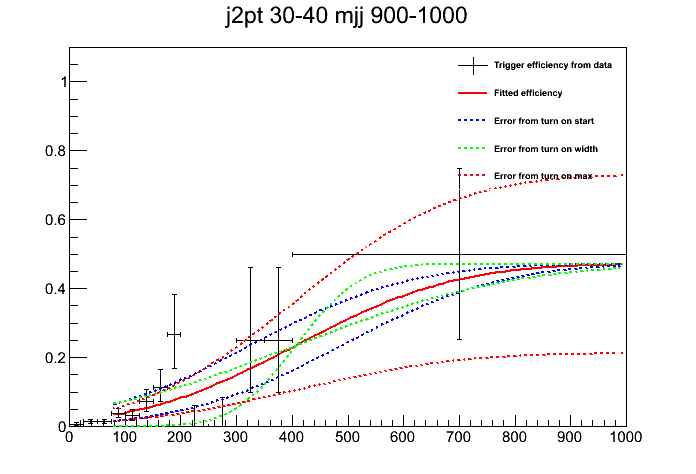 j2pt 30-40 mjj 900-1000
Trigger efficiency from data
Fitted efficiency
Error from turn on start
Error from turn on width
Error from turn on max
1
0.8
0.6
0.4
0.2
0
0 100 200 300 400 500 600 700 800 900 1000